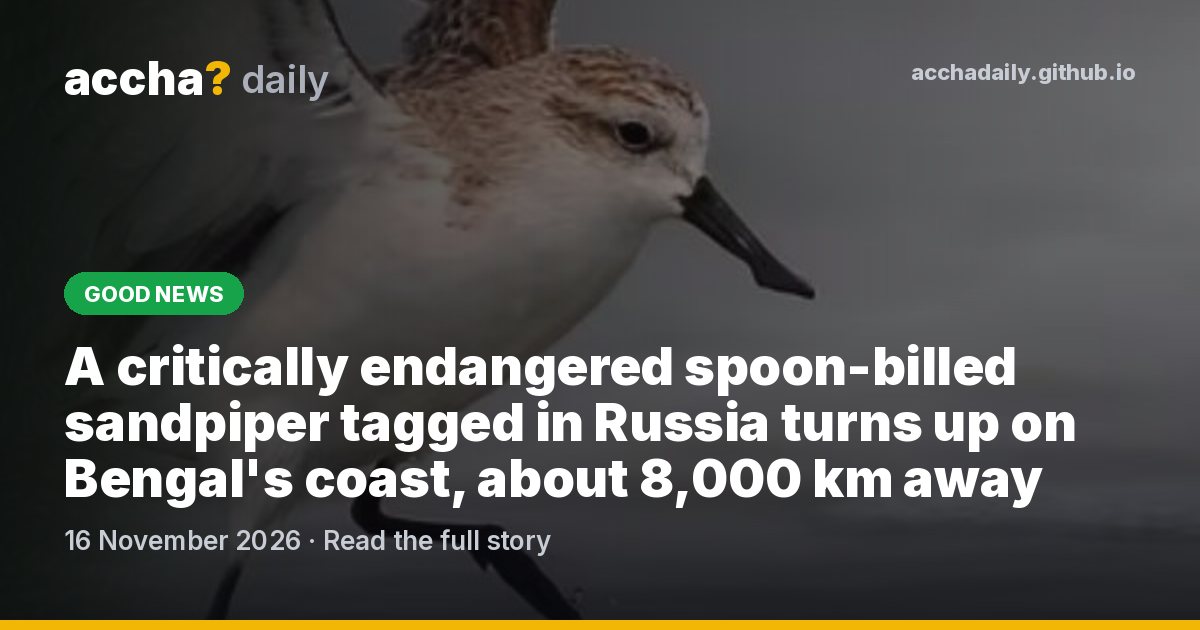 accha? daily
acchadaily.github.io
GOOD NEWS
A critically endangered spoon-billed
sandpiper tagged in Russia turns up on
Bengal's coast, about 8,000 km away
16 November 2026 · Read the full story